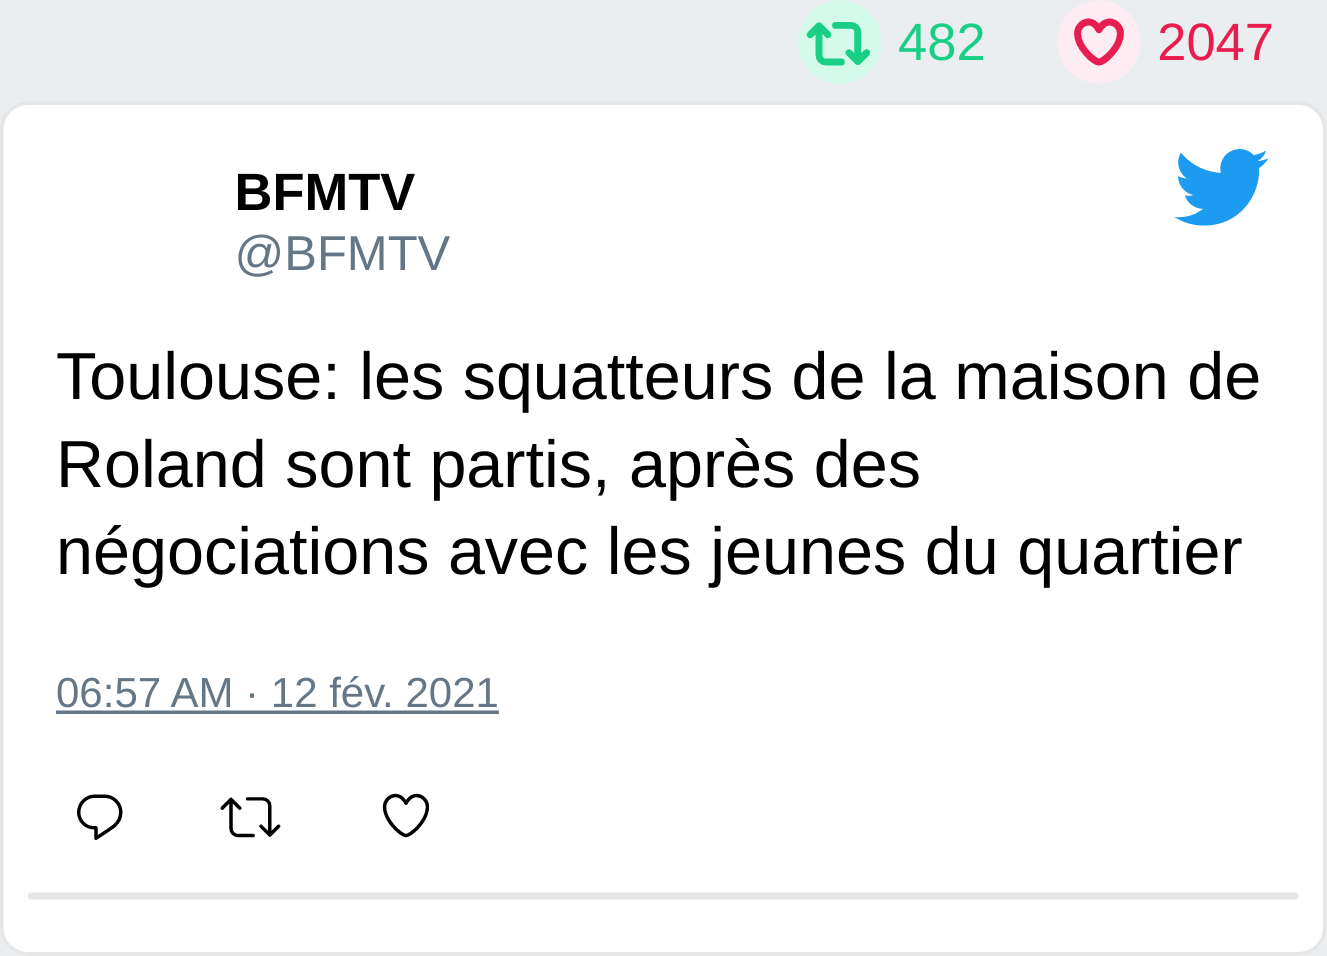 482 2047
BFMTV
@BFMTV
Toulouse: les squatteurs de la maison de
Roland sont partis, après des
négociations avec les jeunes du quartier
06:57 AM · 12 fév. 2021